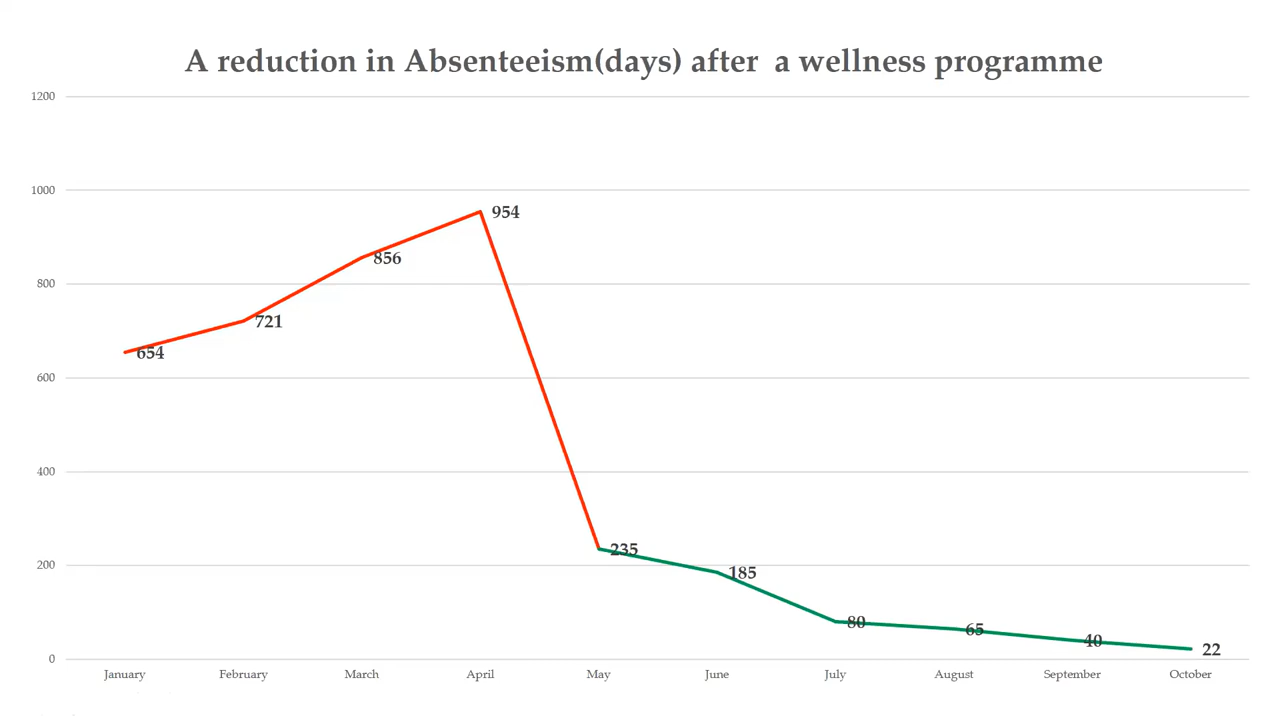 A reduction in Absenteeism(days) after  a wellness programme
1200
1000
800
600
400
200
0
654
721
856
954
235
185
80
65
40
22
January
February
March
April
May
June
July
August
September
October